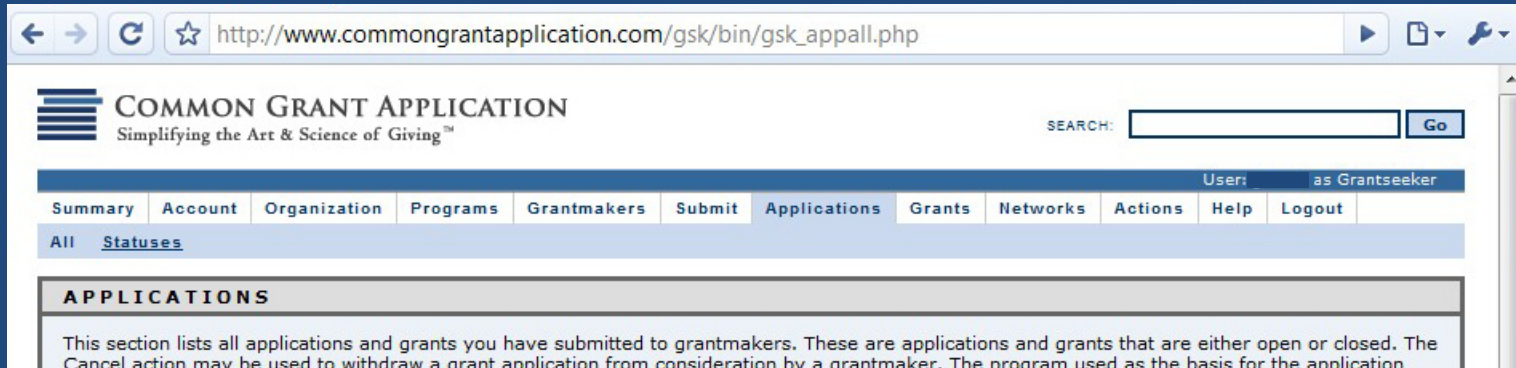 http://www.commongrantapplication.com/gsk/bin/gsk_appall.php
COMMON GRANT APPLICATION
Simplifying the Art & Science of Giving™
SEARCH: Go
User: as Grantseeker
Summary Account Organization Programs Grantmakers Submit Applications Grants Networks Actions Help Logout
All Statuses
APPLICATIONS
This section lists all applications and grants you have submitted to grantmakers. These are applications and grants that are either open or closed. The
Cancel action may be used to withdraw a grant application from consideration by a grantmaker. The program used as the basis for the application